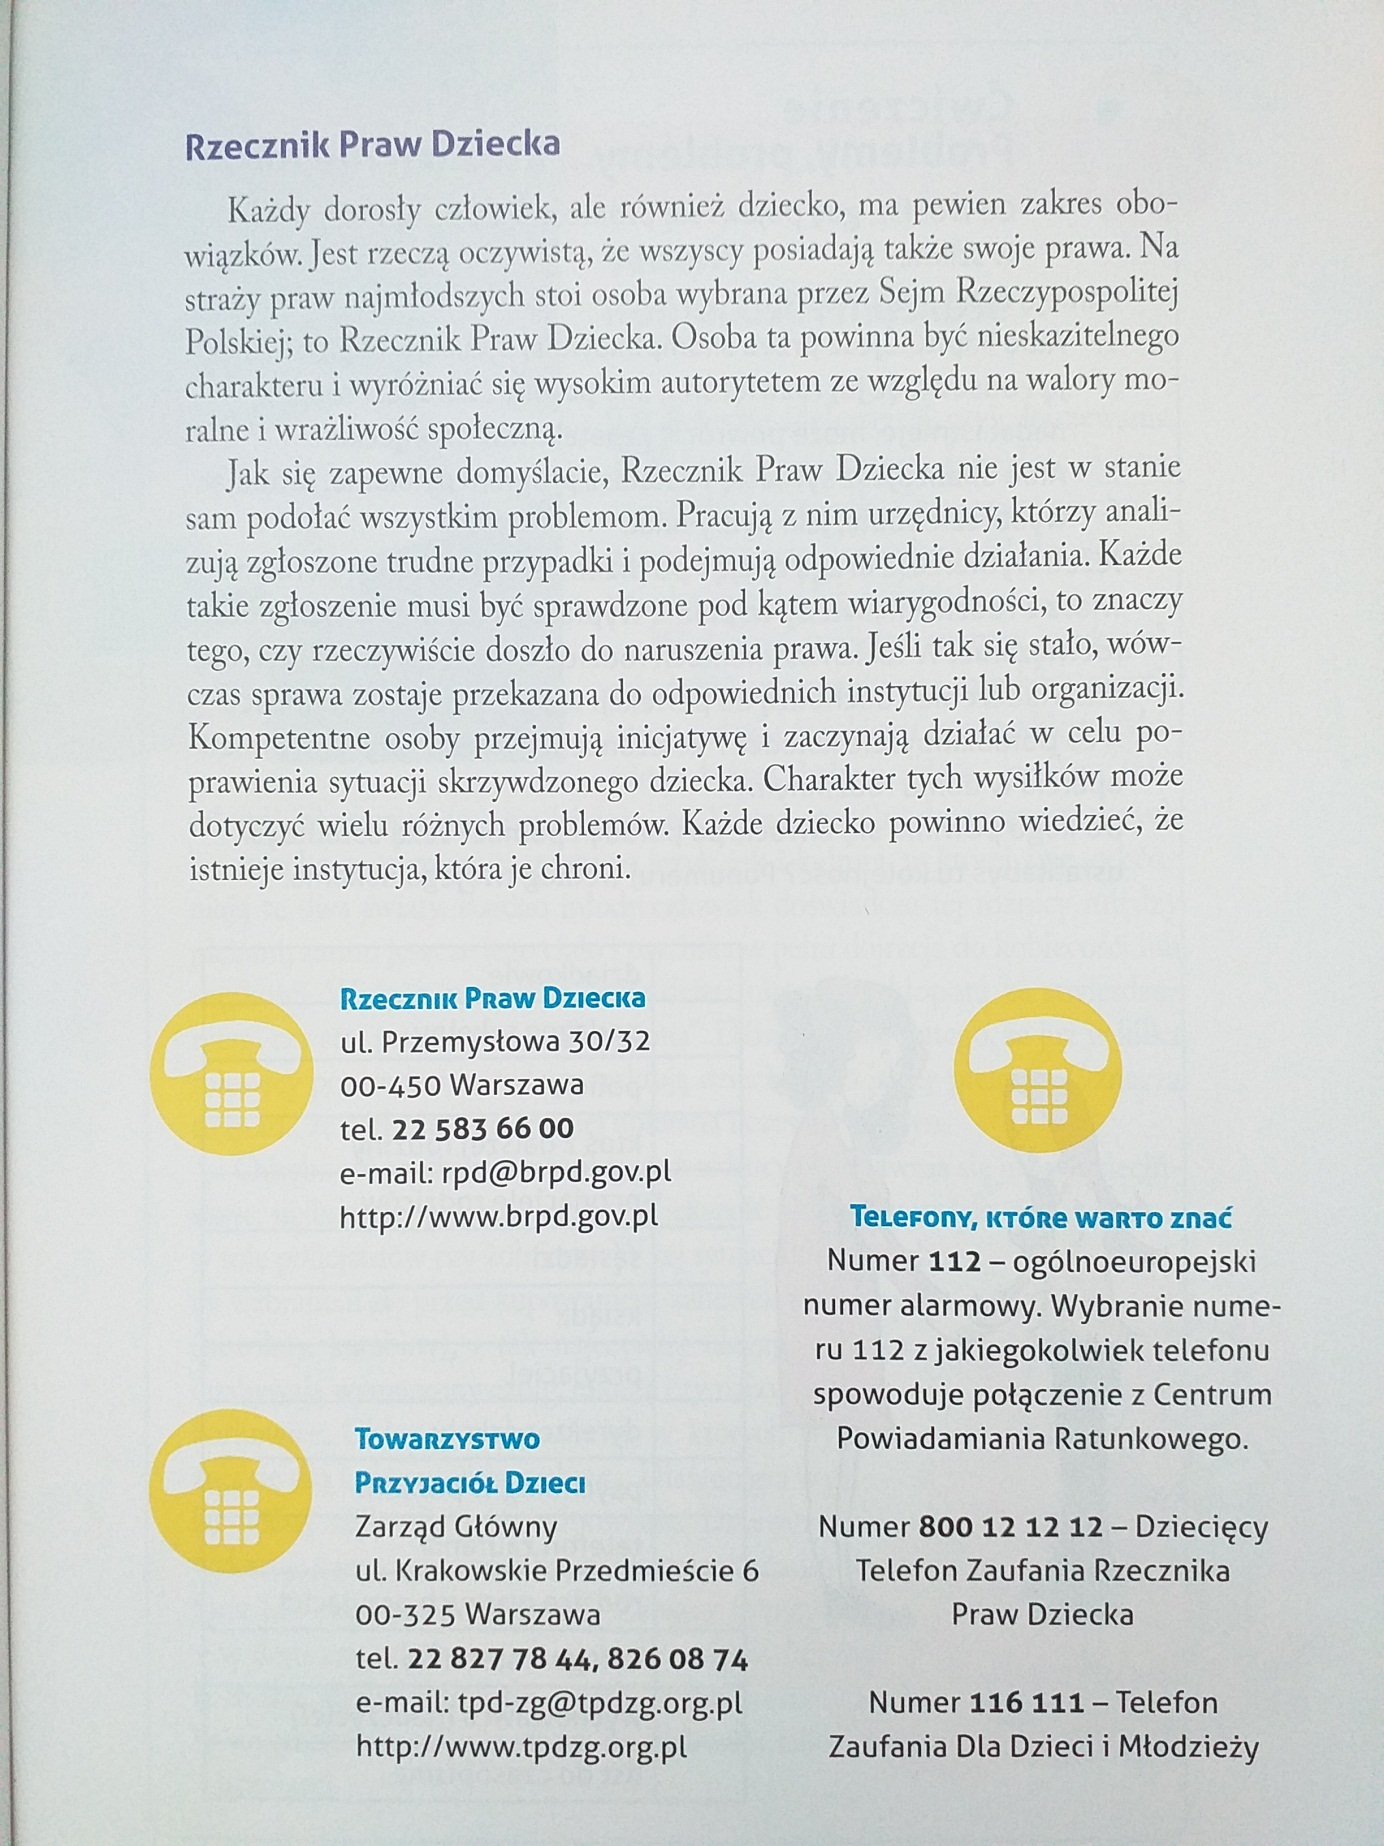 Rzecznik Praw Dziecka
Każdy dorosły człowiek, ale również dziecko, ma pewien zakres obo-
wiązków. Jest rzeczą oczywistą, że wszyscy posiadają także swoje prawa. Na
straży praw najmłodszych stoi osoba wybrana przez Sejm Rzeczypospolitej
Polskiej; to Rzecznik Praw Dziecka. Osoba ta powinna być nieskazitelnego
charakteru i wyróżniać się wysokim autorytetem ze względu na walory mo-
ralne i wrażliwość społeczną.
Jak się zapewne domyślacie, Rzecznik Praw Dziecka nie jest w stanie
sam podołać wszystkim problemom. Pracują z nim urzędnicy, którzy anali-
zują zgłoszone trudne przypadki i podejmują odpowiednie działania. Każde
takie zgłoszenie musi być sprawdzone pod kątem wiarygodności, to znaczy
tego, czy rzeczywiście doszło do naruszenia prawa. Jeśli tak się stało, wów-
czas sprawa zostaje przekazana do odpowiednich instytucji lub organizacji.
Kompetentne osoby przejmują inicjatywę i zaczynają działać w celu po-
prawienia sytuacji skrzywdzonego dziecka. Charakter tych wysiłków może
dotyczyć wielu różnych problemów. Każde dziecko powinno wiedzieć, że
istnieje instytucja, która je chroni.
Rzecznik Praw Dziecka
ul. Przemysłowa 30/32
00-450 Warszawa
tel. 22 583 66 00
e-mail: rpd@brpd.gov.pl
http://www.brpd.gov.pl
Towarzystwo
Przyjaciół Dzieci
Zarząd Główny
ul. Krakowskie Przedmieście 6
00-325 Warszawa
tel. 22 827 78 44, 826 08 74
e-mail: tpd-zg@tpdzg.org.pl
http://www.tpdzg.org.pl
Telefony, które warto znać
Numer 112 – ogólnoeuropejski
numer alarmowy. Wybranie nume-
ru 112 z jakiegokolwiek telefonu
spowoduje połączenie z Centrum
Powiadamiania Ratunkowego.
Numer 800 12 12 12 – Dziecięcy
Telefon Zaufania Rzecznika
Praw Dziecka
Numer 116 111 – Telefon
Zaufania Dla Dzieci i Młodzieży